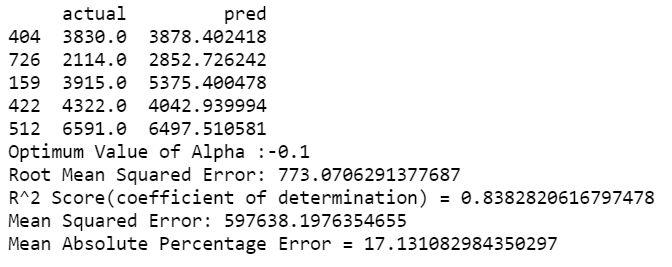 actual pred
404 3830.0 3878.402418
726 2114.0 2852.726242
159 3915.0 5375.400478
422 4322.0 4042.939994
512 6591.0 6497.510581
Optimum Value of Alpha :-0.1
Root Mean Squared Error: 773.0706291377687
R^2 Score(coefficient of determination) = 0.8382820616797478
Mean Squared Error: 597638.1976354655
Mean Absolute Percentage Error = 17.131082984350297